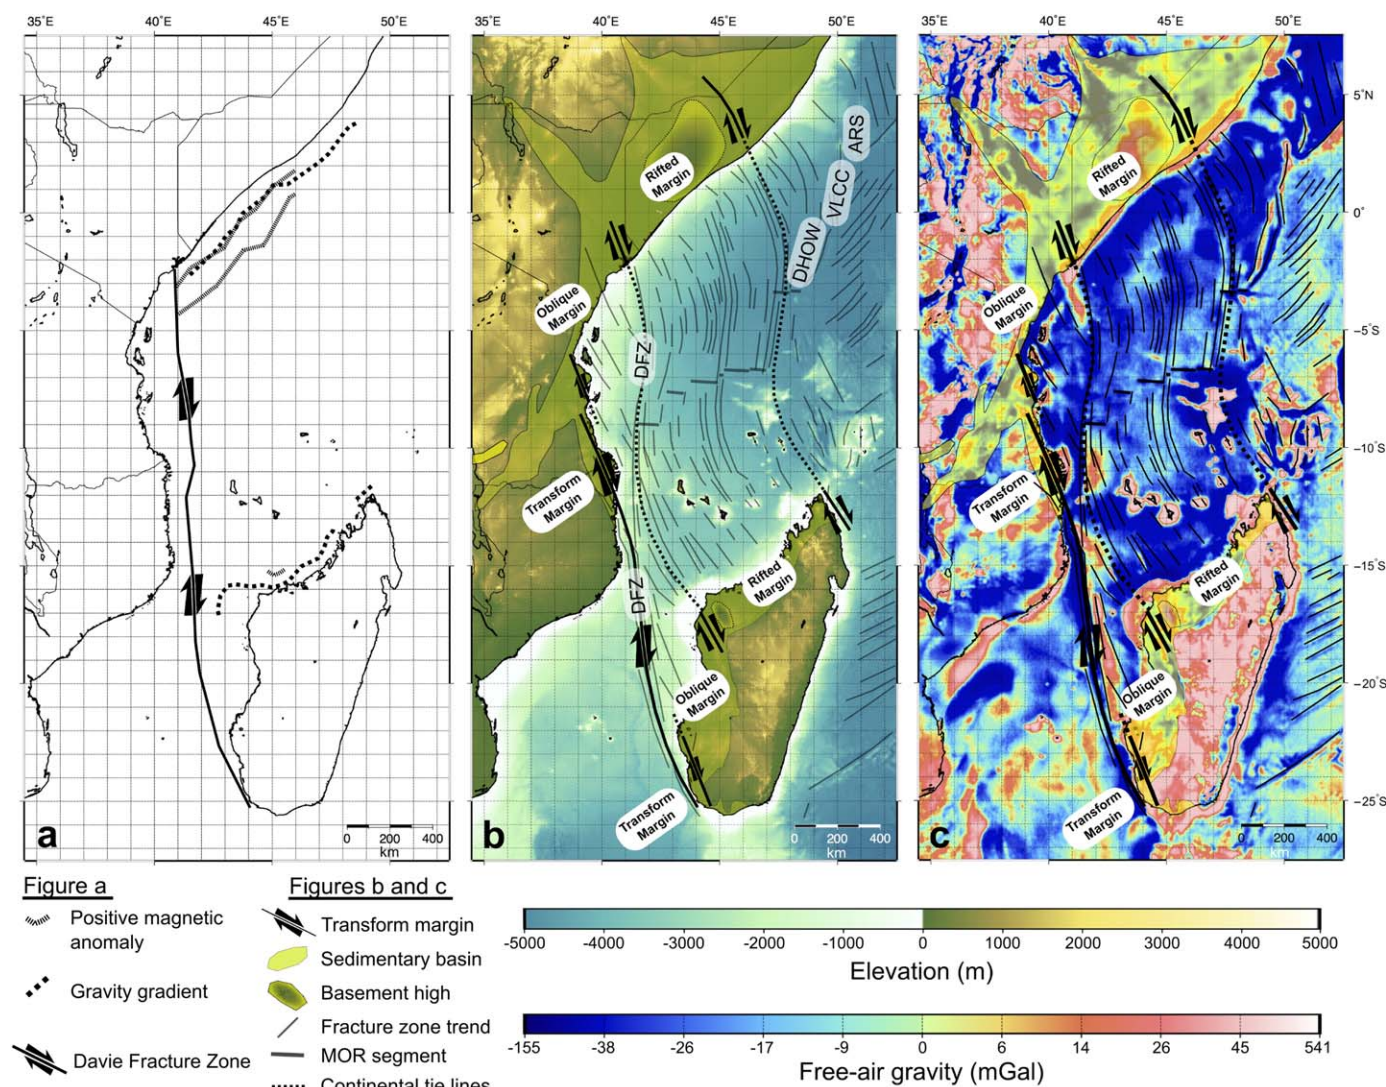 35°E 40°E 45°E 50°E
35°E 40°E 45°E 50°E
35°E 40°E 45°E 50°E
5°N
0°
−5°S
−10°S
−15°S
−20°S
−25°S
a
0 200 400
km
Rifted
Margin
ARS
VLCC
DHOW
Oblique
Margin
DFZ
Transform
Margin
DFZ
Rifted
Margin
Oblique
Margin
Transform
Margin
b
0 200 400
km
Rifted
Margin
Oblique
Margin
Transform
Margin
Rifted
Margin
Oblique
Margin
Transform
Margin
c
0 200 400
km
Figure a
Positive magnetic
anomaly
Gravity gradient
Davie Fracture Zone
Figures b and c
Transform margin
Sedimentary basin
Basement high
Fracture zone trend
MOR segment
Continental tie lines
-5000 -4000 -3000 -2000 -1000 0 1000 2000 3000 4000 5000
Elevation (m)
-155 -38 -26 -17 -9 0 6 14 26 45 541
Free-air gravity (mGal)